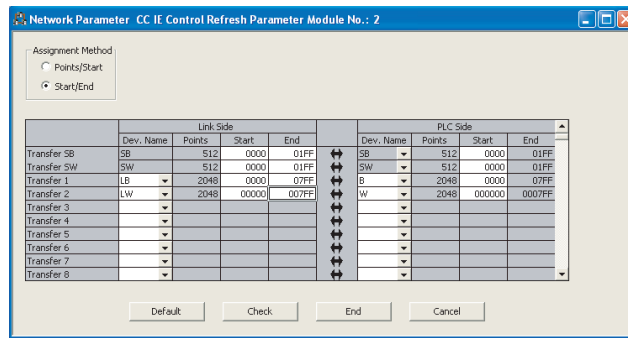 Network Parameter CC IE Control Refresh Parameter Module No.: 2
Assignment Method
Points/Start
Start/End
Link Side PLC Side
Dev. Name Points Start End Dev. Name Points Start End
Transfer SB SB 512 0000 01FF SB 512 0000 01FF
Transfer SW SW 512 0000 01FF SW 512 0000 01FF
Transfer 1 LB 2048 0000 07FF B 2048 0000 07FF
Transfer 2 LW 2048 00000 007FF W 2048 000000 0007FF
Transfer 3
Transfer 4
Transfer 5
Transfer 6
Transfer 7
Transfer 8
Default Check End Cancel